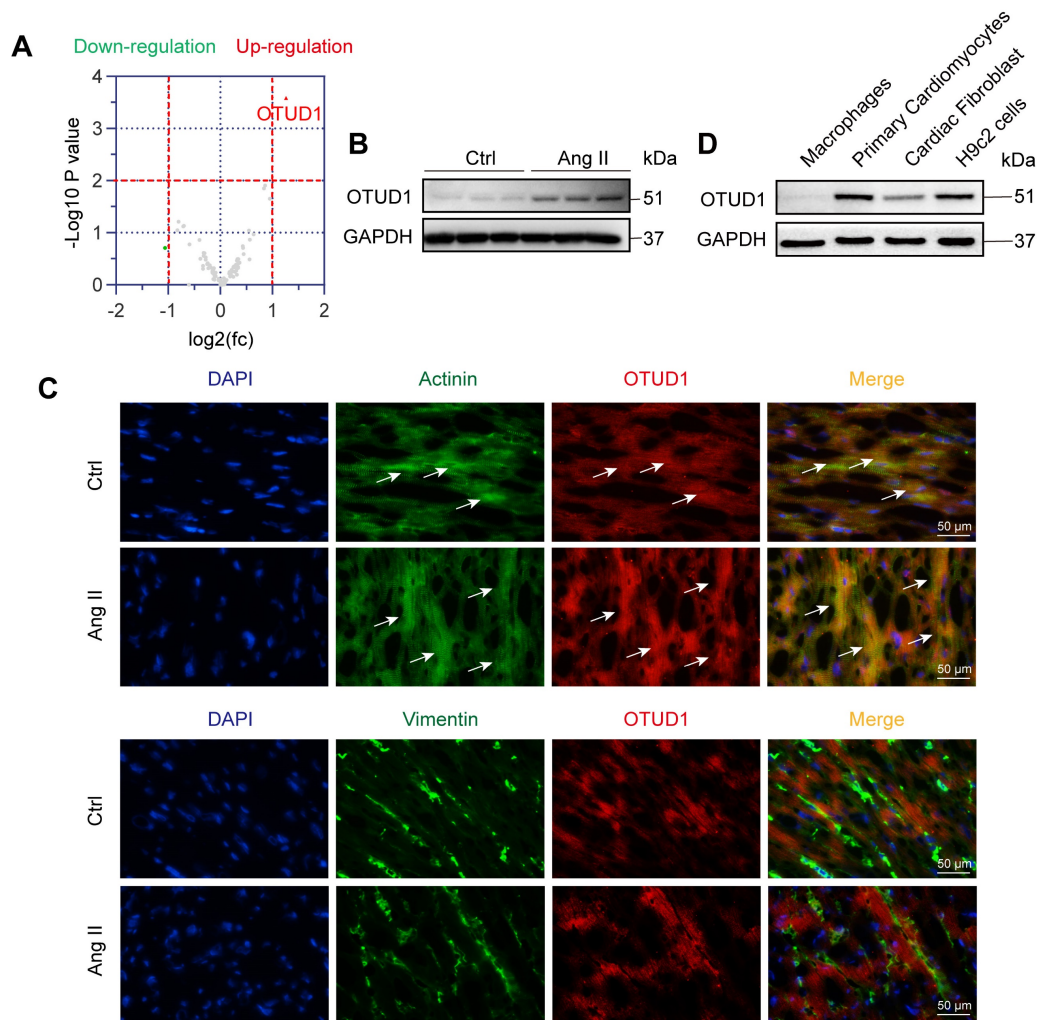 A
Down-regulation Up-regulation
4
3
2
1
0
-Log10 P value
OTUD1
-2 -1 0 1 2
log2(fc)
B
Ctrl Ang II kDa
OTUD1 51
GAPDH 37
D
Macrophages
Primary Cardiomyocytes
Cardiac Fibroblast
H9c2 cells
kDa
OTUD1 51
GAPDH 37
C
DAPI Actinin OTUD1 Merge
Ctrl
50 μm
Ang II
50 μm
DAPI Vimentin OTUD1 Merge
Ctrl
50 μm
Ang II
50 μm